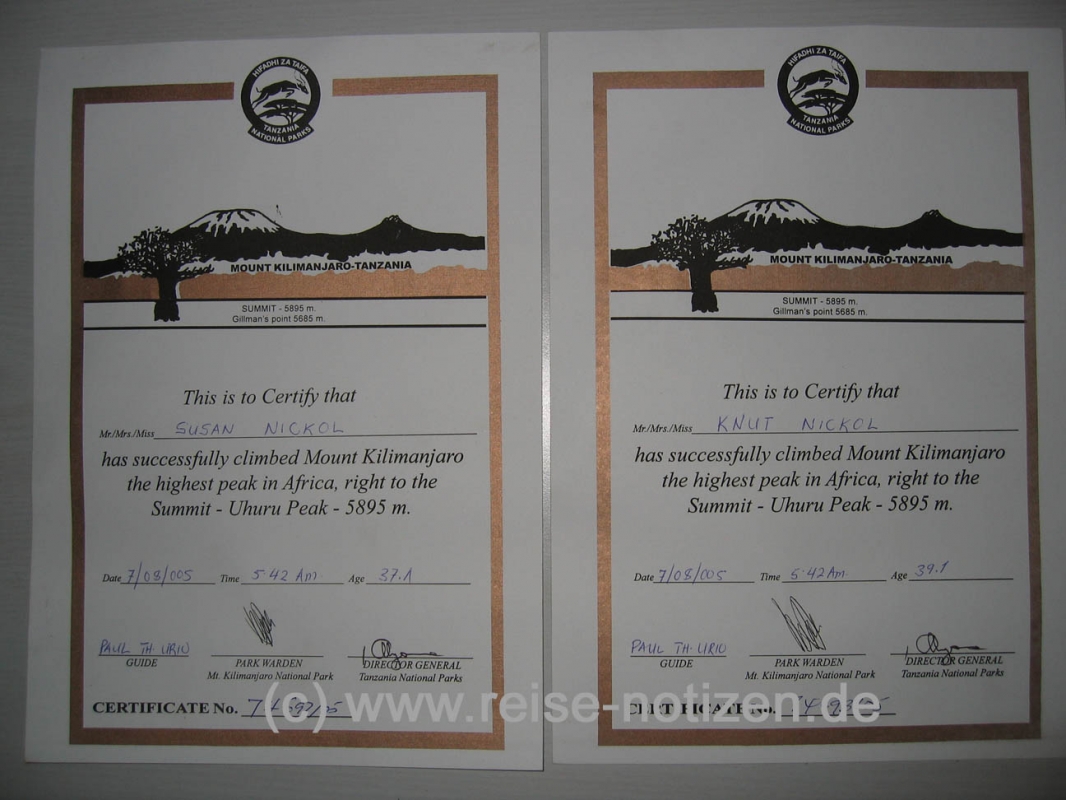 HIFADHI ZA TAIFA
TANZANIA
NATIONAL PARKS
MOUNT KILIMANJARO-TANZANIA
SUMMIT - 5895 m.
Gillman's point 5685 m.
This is to Certify that
Mr./Mrs./Miss SUSAN NICKOL
has successfully climbed Mount Kilimanjaro
the highest peak in Africa, right to the
Summit - Uhuru Peak - 5895 m.
Date 7/08/005 Time 5.42 Am Age 37.1
PAUL TH. URIO
GUIDE
PARK WARDEN
Mt. Kilimanjaro National Park
DIRECTOR GENERAL
Tanzania National Parks
CERTIFICATE No.
HIFADHI ZA TAIFA
TANZANIA
NATIONAL PARKS
MOUNT KILIMANJARO-TANZANIA
SUMMIT - 5895 m.
Gillman's point 5685 m.
This is to Certify that
Mr./Mrs./Miss KNUT NICKOL
has successfully climbed Mount Kilimanjaro
the highest peak in Africa, right to the
Summit - Uhuru Peak - 5895 m.
Date 7/08/005 Time 5.42Am. Age 39.1
PAUL TH. URIO
GUIDE
PARK WARDEN
Mt. Kilimanjaro National Park
DIRECTOR GENERAL
Tanzania National Parks
CERTIFICATE No.
(c) www.reise-notizen.de